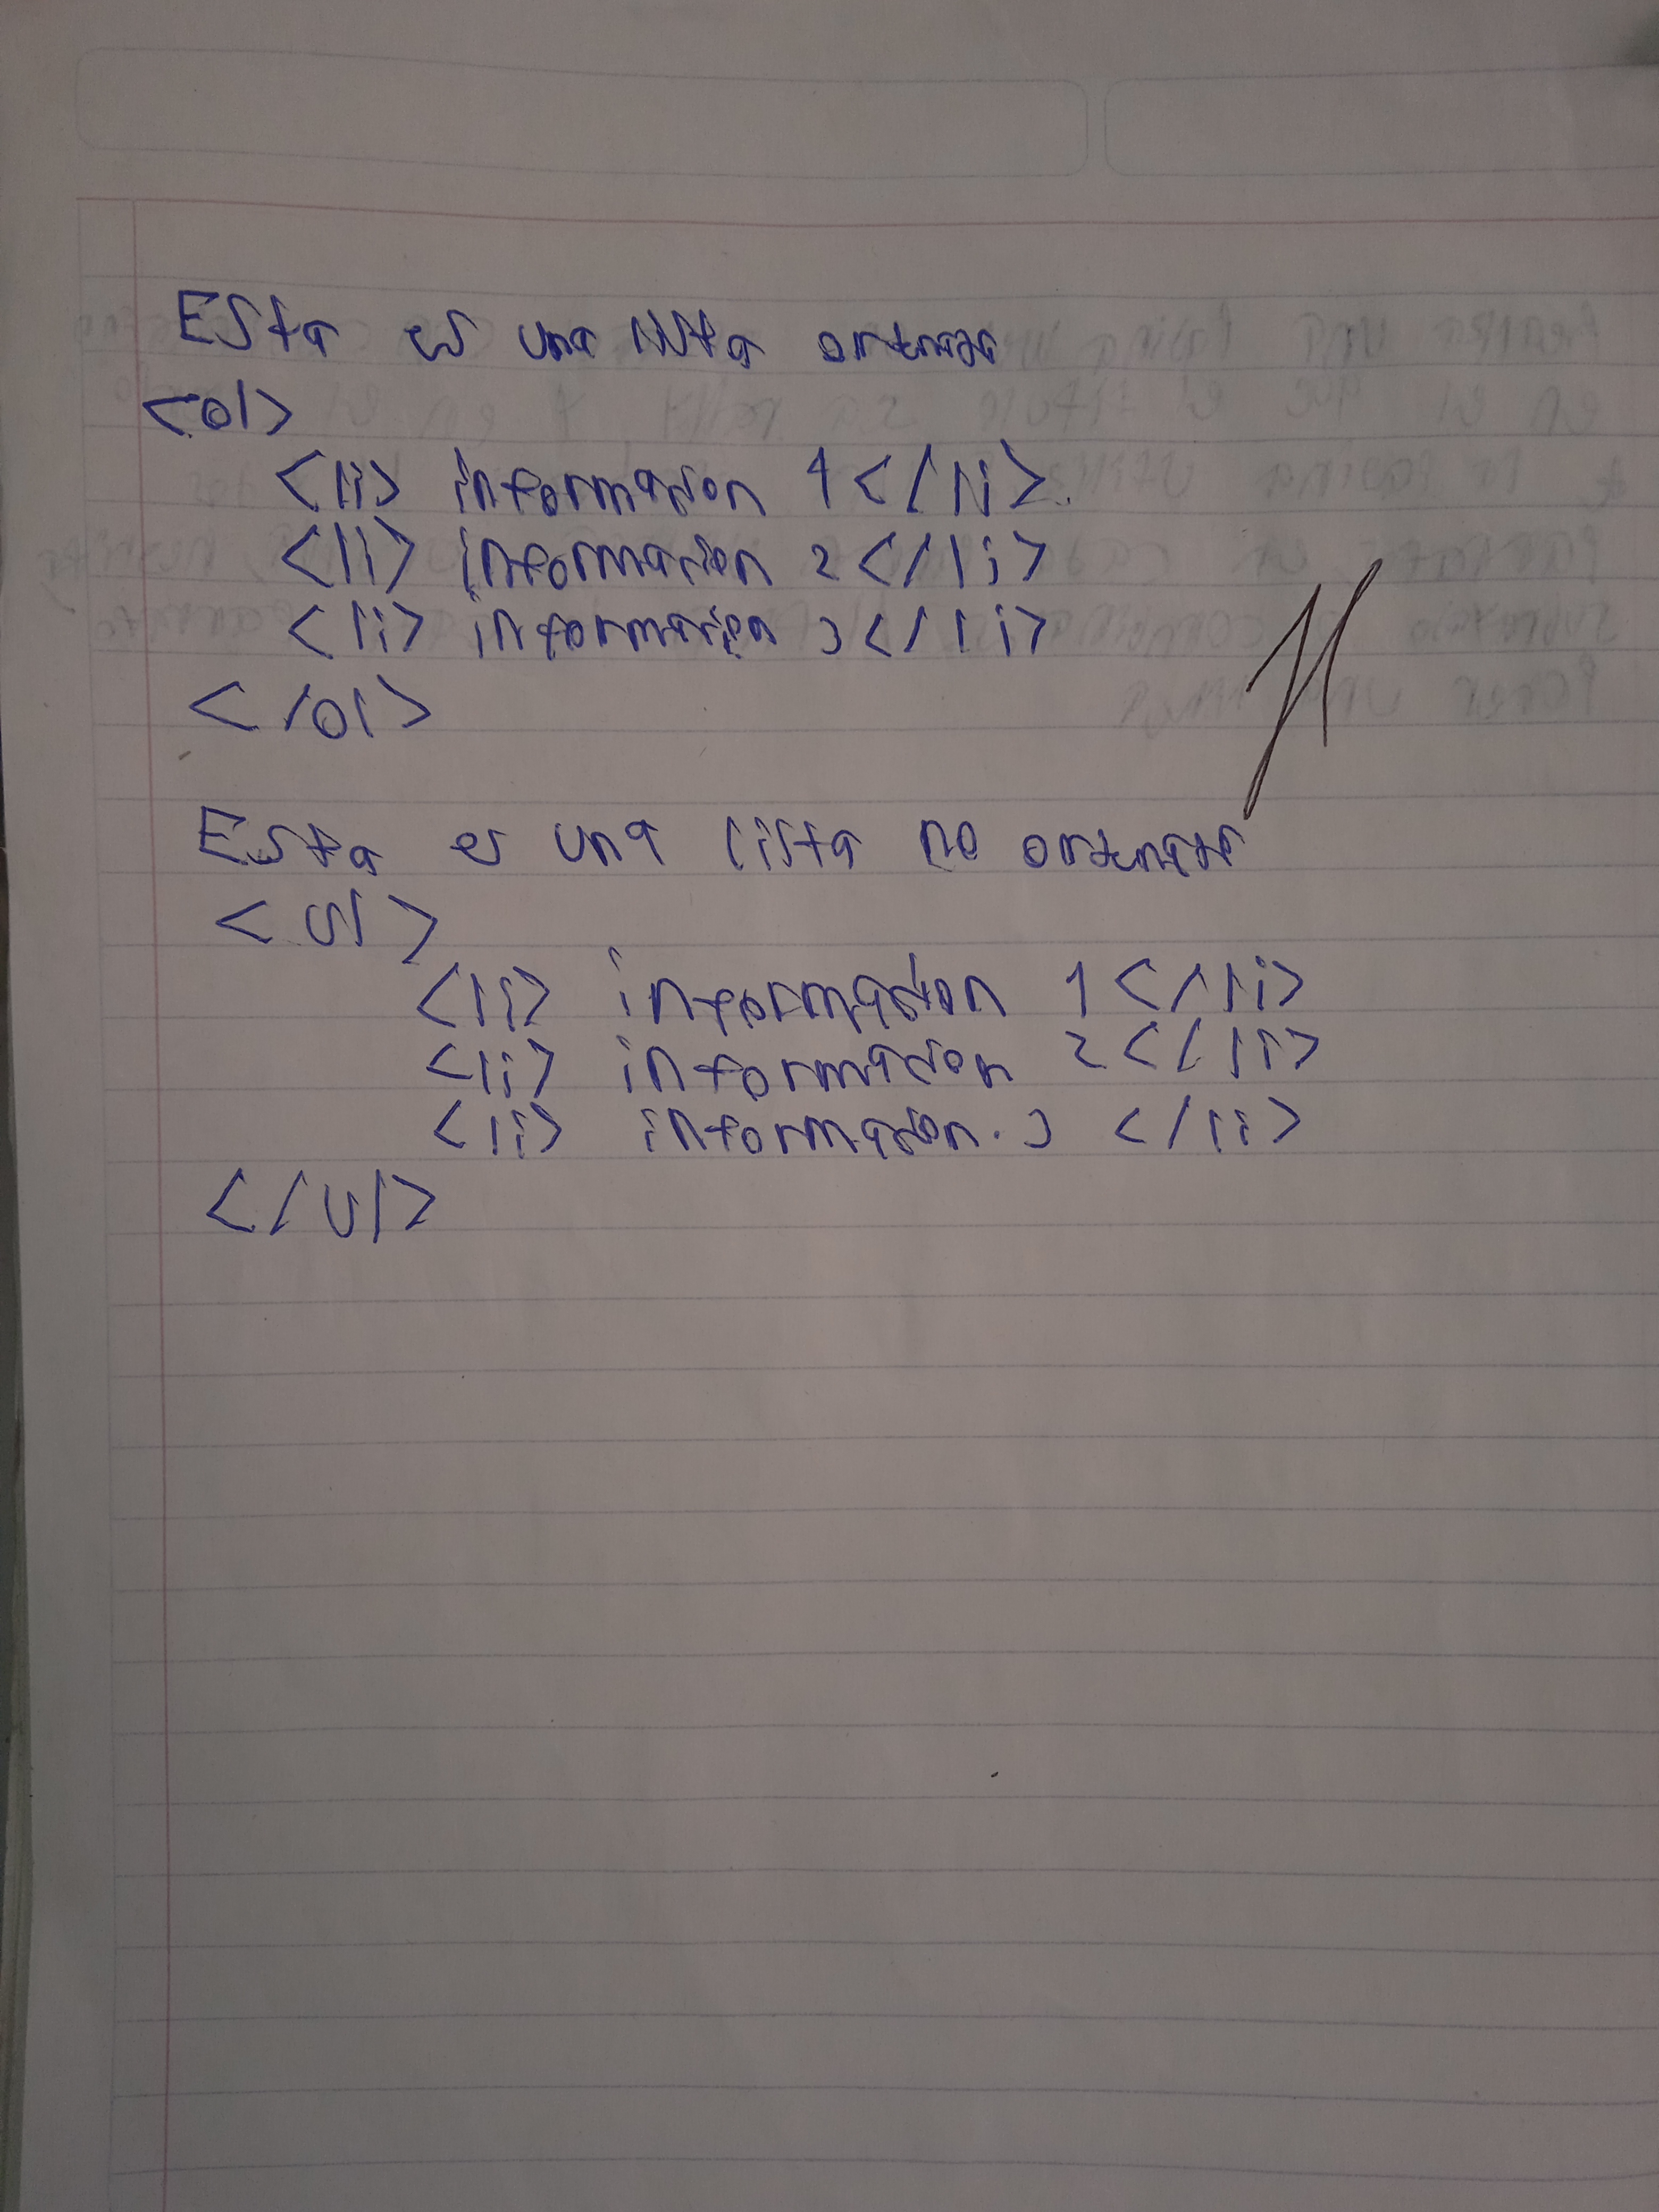 Esta es una lista ordenada
<ol>
<li> informacion 1</li>
<li> informacion 2</li>
<li> informacion 3</li>
</ol>
Esta es una lista no ordenada
<ul>
<li> informacion 1</li>
<li> informacion 2</li>
<li> informacion. 3 </li>
</ul>